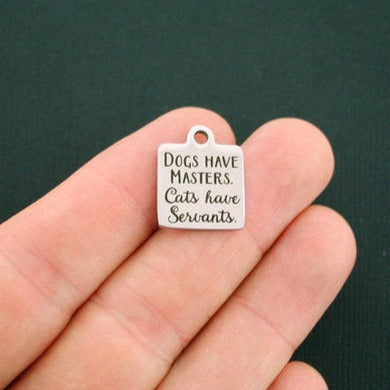 DOGS HAVE
MASTERS.
Cats have
Servants.